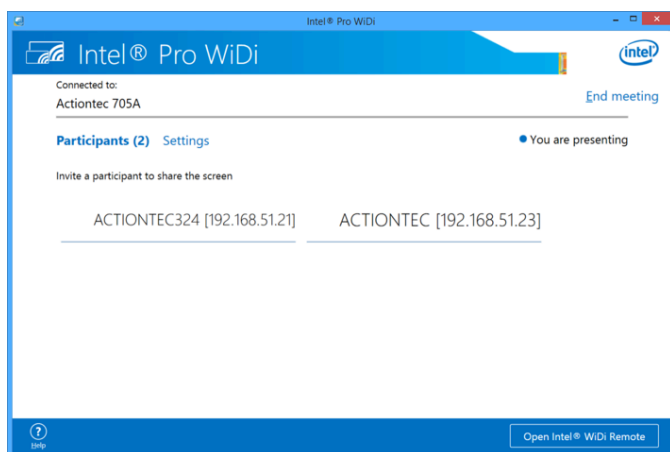 Intel® Pro WiDi
Intel® Pro WiDi
intel
Connected to:
Actiontec 705A
End meeting
Participants (2) Settings
You are presenting
Invite a participant to share the screen
ACTIONTEC324 [192.168.51.21]
ACTIONTEC [192.168.51.23]
?
Help
Open Intel® WiDi Remote